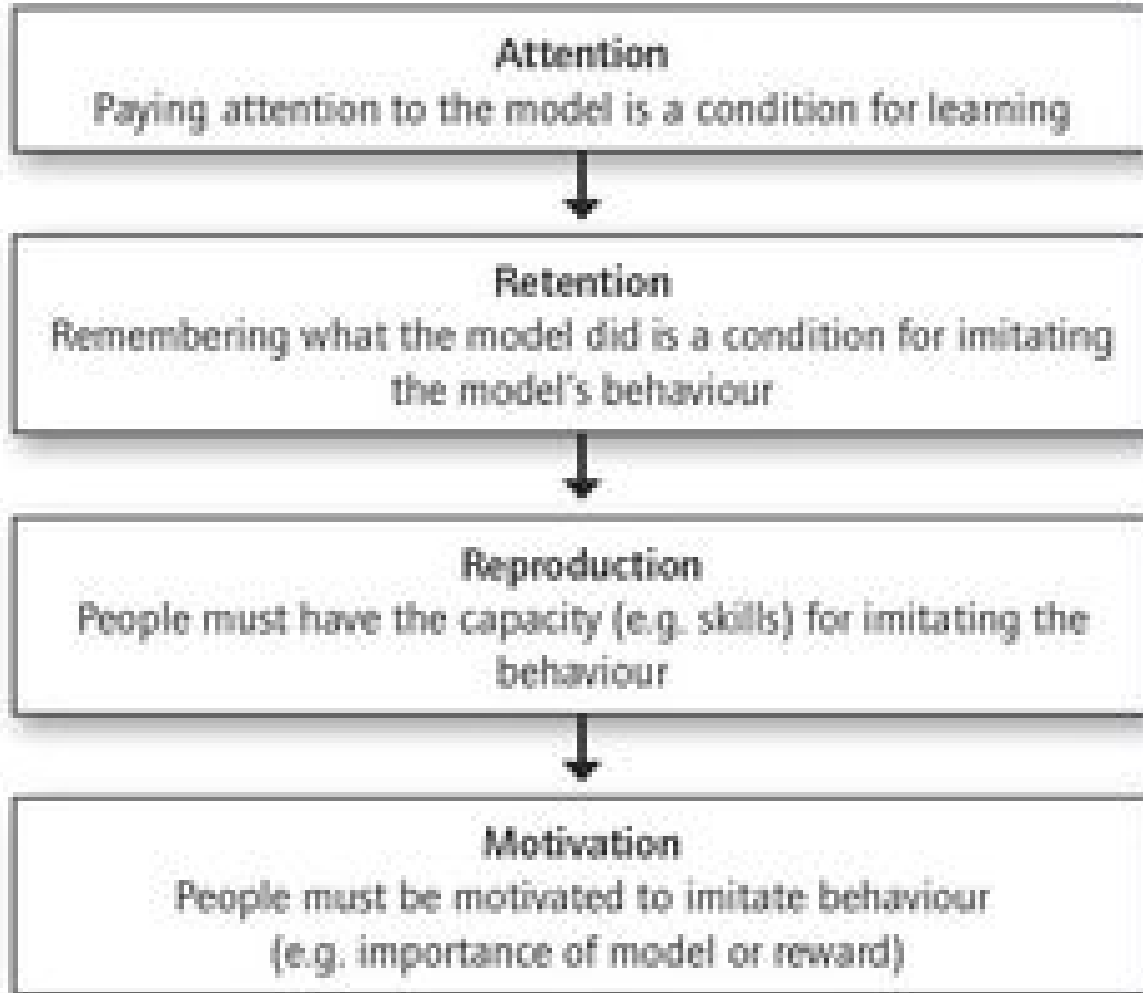 Attention
Paying attention to the model is a condition for learning
Retention
Remembering what the model did is a condition for imitating
the model's behaviour
Reproduction
People must have the capacity (e.g. skills) for imitating the
behaviour
Motivation
People must be motivated to imitate behaviour
(e.g. importance of model or reward)